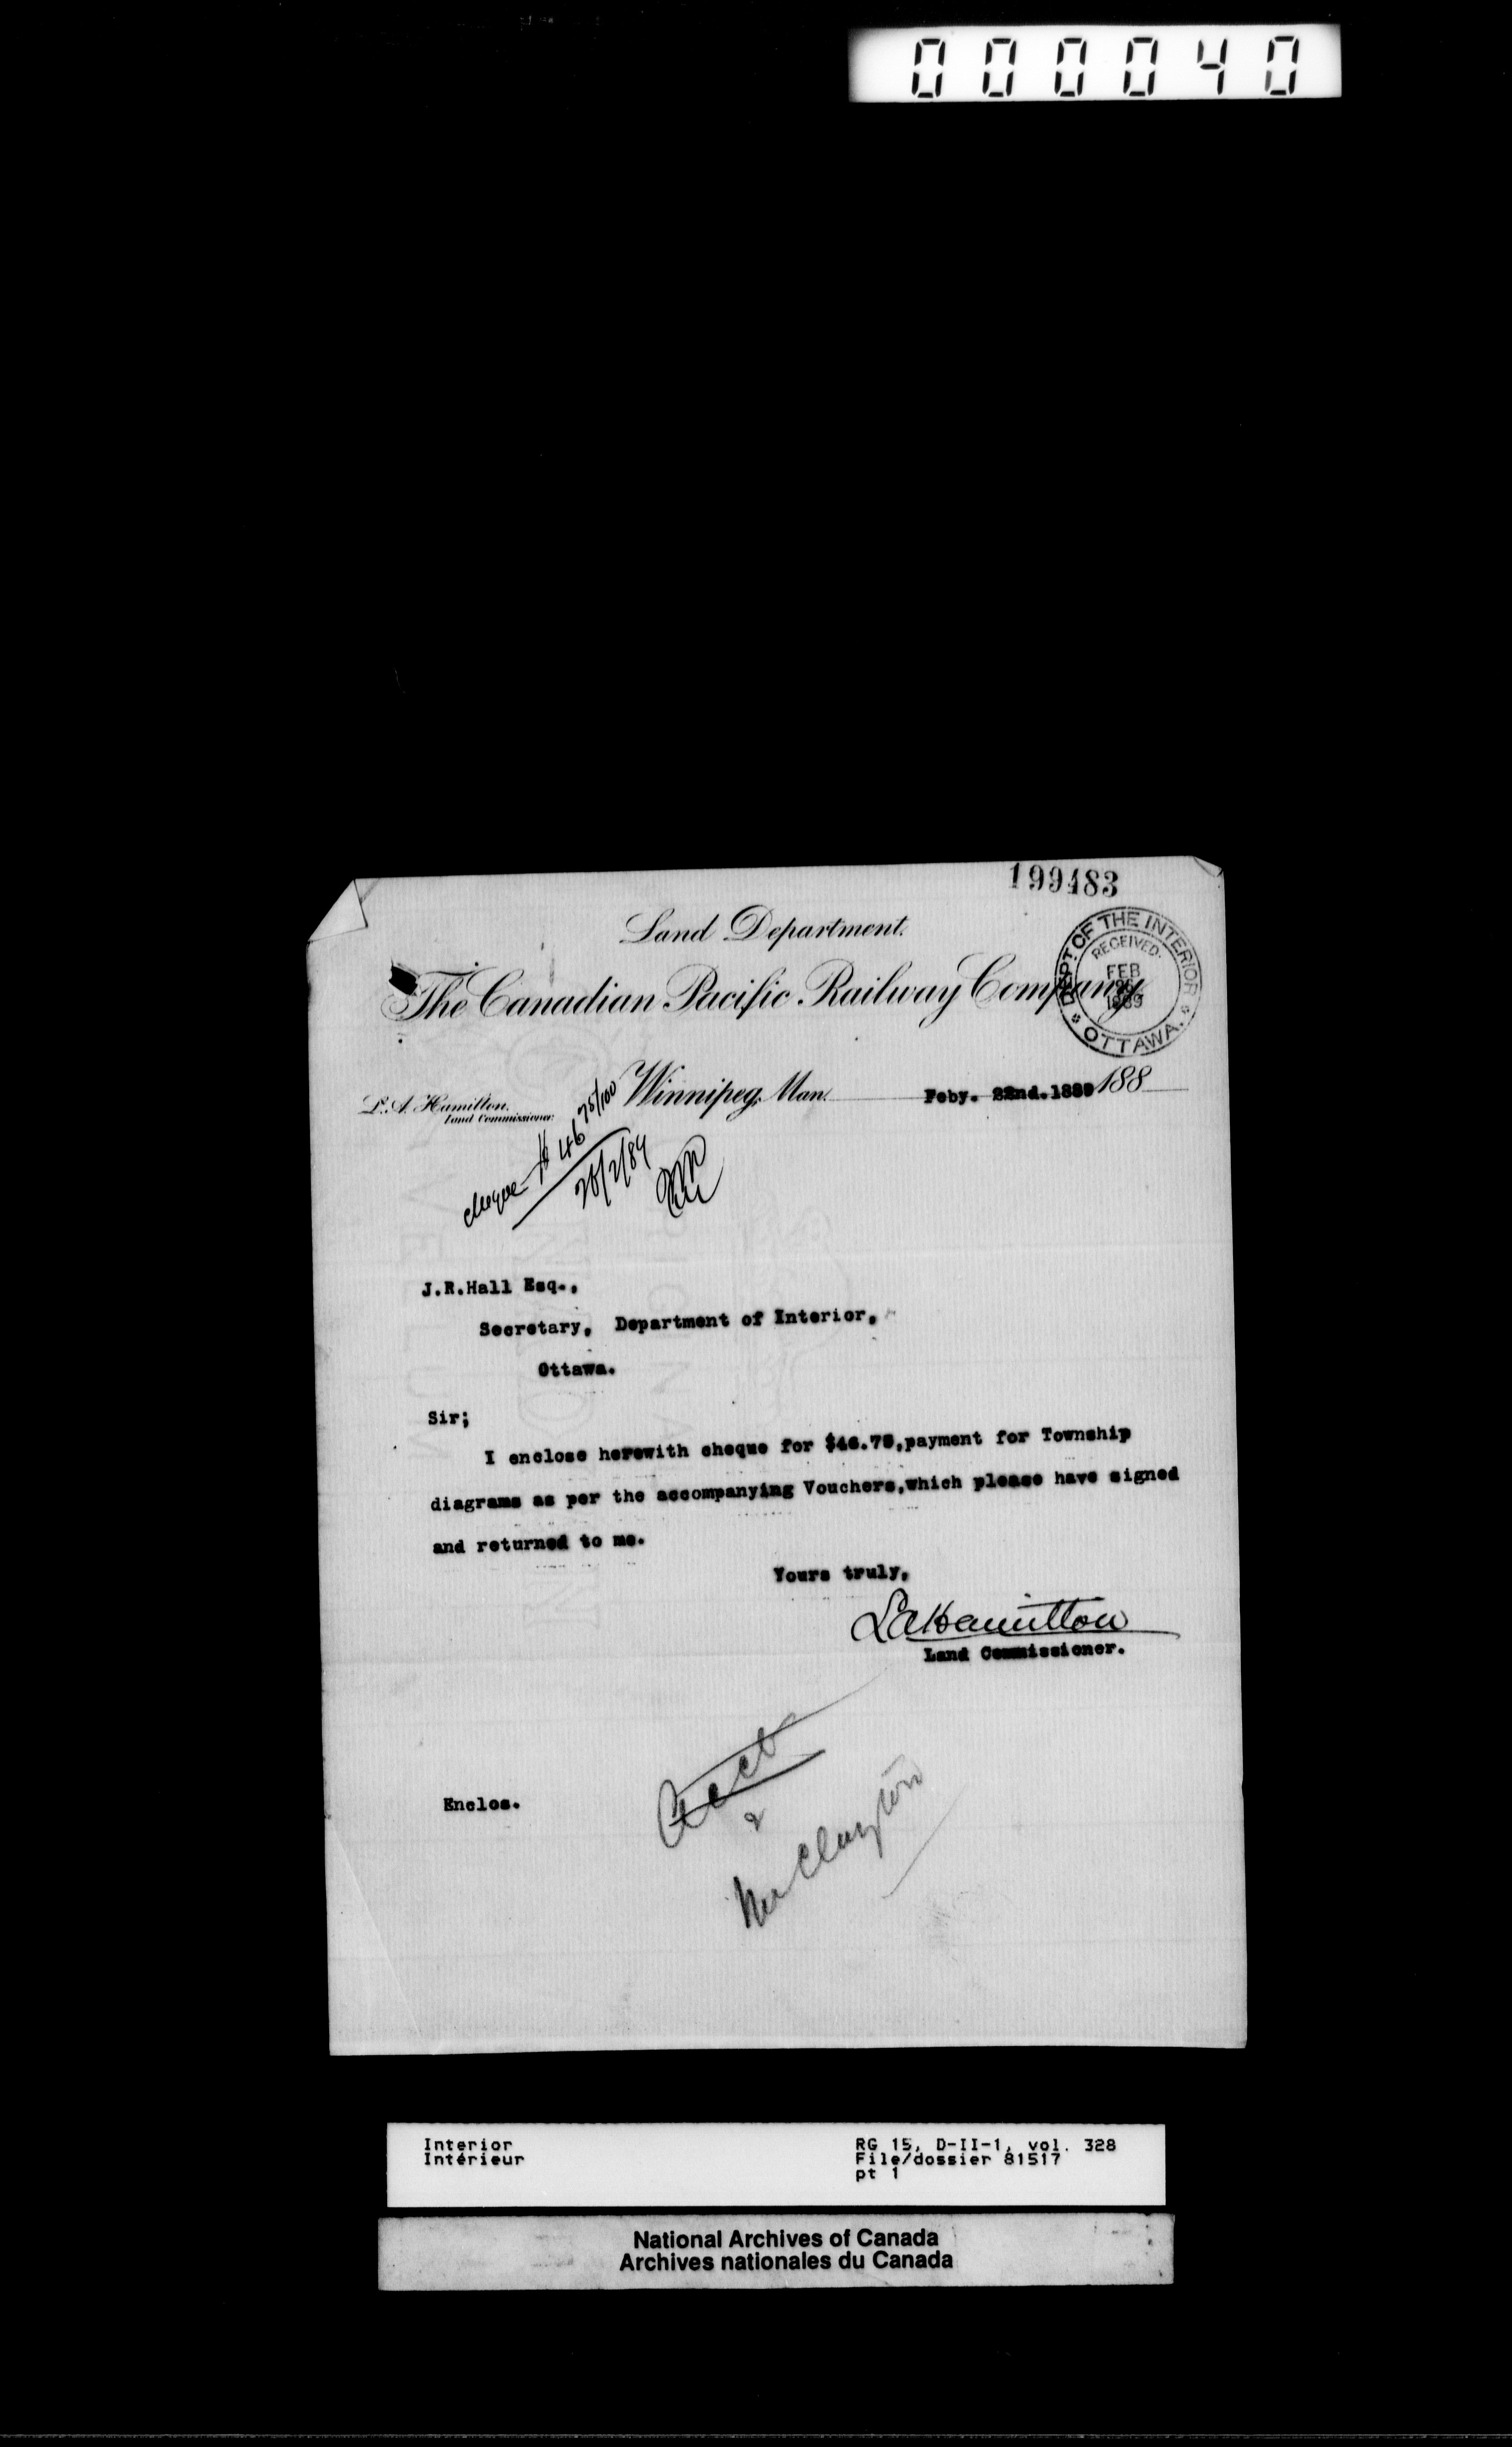 000040
199483
Land Department.
The Canadian Pacific Railway Company
DEPT. OF THE INTERIOR
RECEIVED.
FEB
1889
OTTAWA.
L. A. Hamilton,
Land Commissioner.
Winnipeg, Man. Feby. 22nd.1889 188
cheque $46 75/100
J.R.Hall Esq.,
Secretary, Department of Interior,
Ottawa.
Sir;
I enclose herewith cheque for $46.75,payment for Township
diagrams as per the accompanying Vouchers,which please have signed
and returned to me.
Yours truly,
L A Hamilton
Land Commissioner.
Enclos.
Acct
&
Mr Clayton
Interior
Intérieur
RG 15, D-II-1, vol. 328
File/dossier 81517
pt 1
National Archives of Canada
Archives nationales du Canada